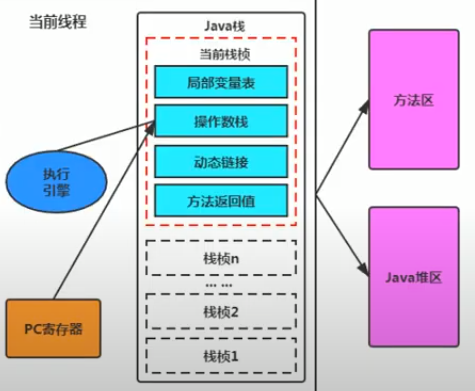 当前线程
Java栈
当前栈桢
局部变量表
操作数栈
动态链接
方法返回值
栈桢n
... ...
栈桢2
栈桢1
执行
引擎
PC寄存器
方法区
Java堆区